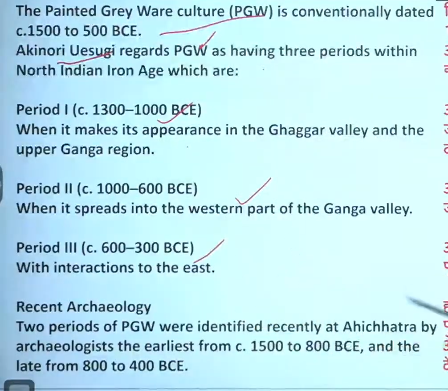 The Painted Grey Ware culture (PGW) is conventionally dated
c.1500 to 500 BCE.
Akinori Uesugi regards PGW as having three periods within
North Indian Iron Age which are:
Period I (c. 1300–1000 BCE)
When it makes its appearance in the Ghaggar valley and the
upper Ganga region.
Period II (c. 1000–600 BCE)
When it spreads into the western part of the Ganga valley.
Period III (c. 600–300 BCE)
With interactions to the east.
Recent Archaeology
Two periods of PGW were identified recently at Ahichhatra by
archaeologists the earliest from c. 1500 to 800 BCE, and the
late from 800 to 400 BCE.